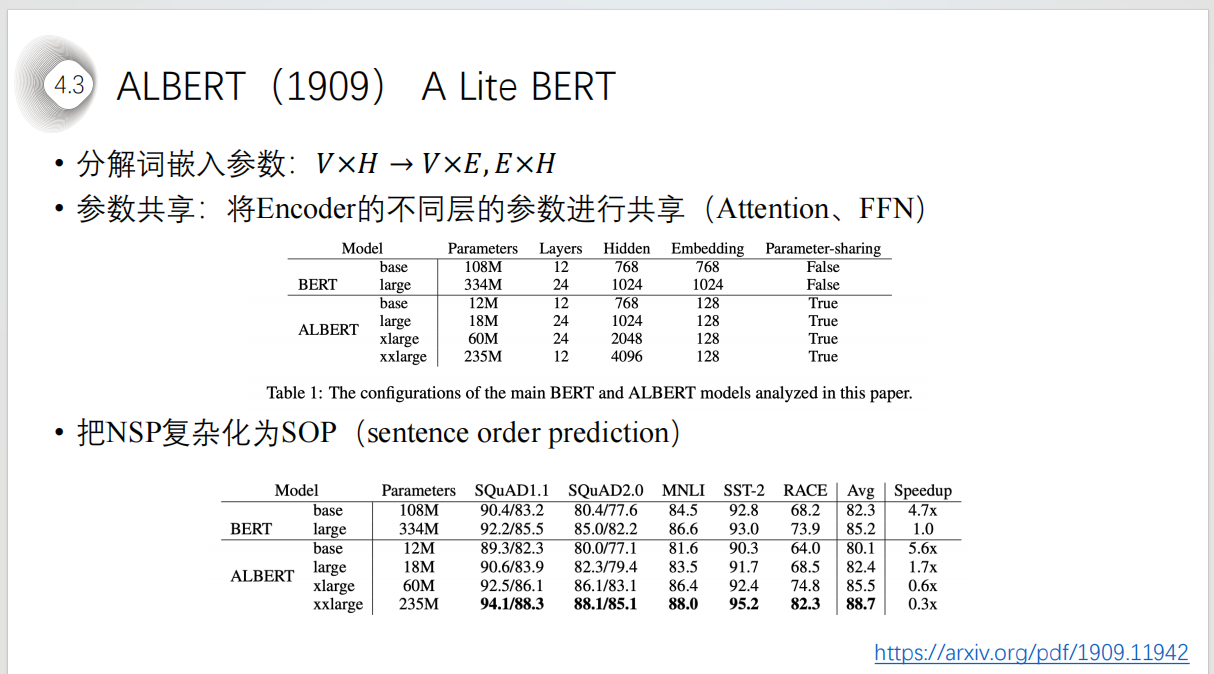 4.3
ALBERT（1909） A Lite BERT
• 分解词嵌入参数：V×H → V×E, E×H
• 参数共享：将Encoder的不同层的参数进行共享（Attention、FFN）
Model Parameters Layers Hidden Embedding Parameter-sharing
base 108M 12 768 768 False
BERT large 334M 24 1024 1024 False
base 12M 12 768 128 True
large 18M 24 1024 128 True
ALBERT
xlarge 60M 24 2048 128 True
xxlarge 235M 12 4096 128 True
Table 1: The configurations of the main BERT and ALBERT models analyzed in this paper.
• 把NSP复杂化为SOP（sentence order prediction）
Model Parameters SQuAD1.1 SQuAD2.0 MNLI SST-2 RACE Avg Speedup
base 108M 90.4/83.2 80.4/77.6 84.5 92.8 68.2 82.3 4.7x
BERT large 334M 92.2/85.5 85.0/82.2 86.6 93.0 73.9 85.2 1.0
base 12M 89.3/82.3 80.0/77.1 81.6 90.3 64.0 80.1 5.6x
large 18M 90.6/83.9 82.3/79.4 83.5 91.7 68.5 82.4 1.7x
ALBERT
xlarge 60M 92.5/86.1 86.1/83.1 86.4 92.4 74.8 85.5 0.6x
xxlarge 235M 94.1/88.3 88.1/85.1 88.0 95.2 82.3 88.7 0.3x
https://arxiv.org/pdf/1909.11942